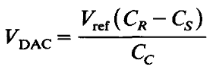 V_DAC = V_ref (C_R − C_S) / C_C